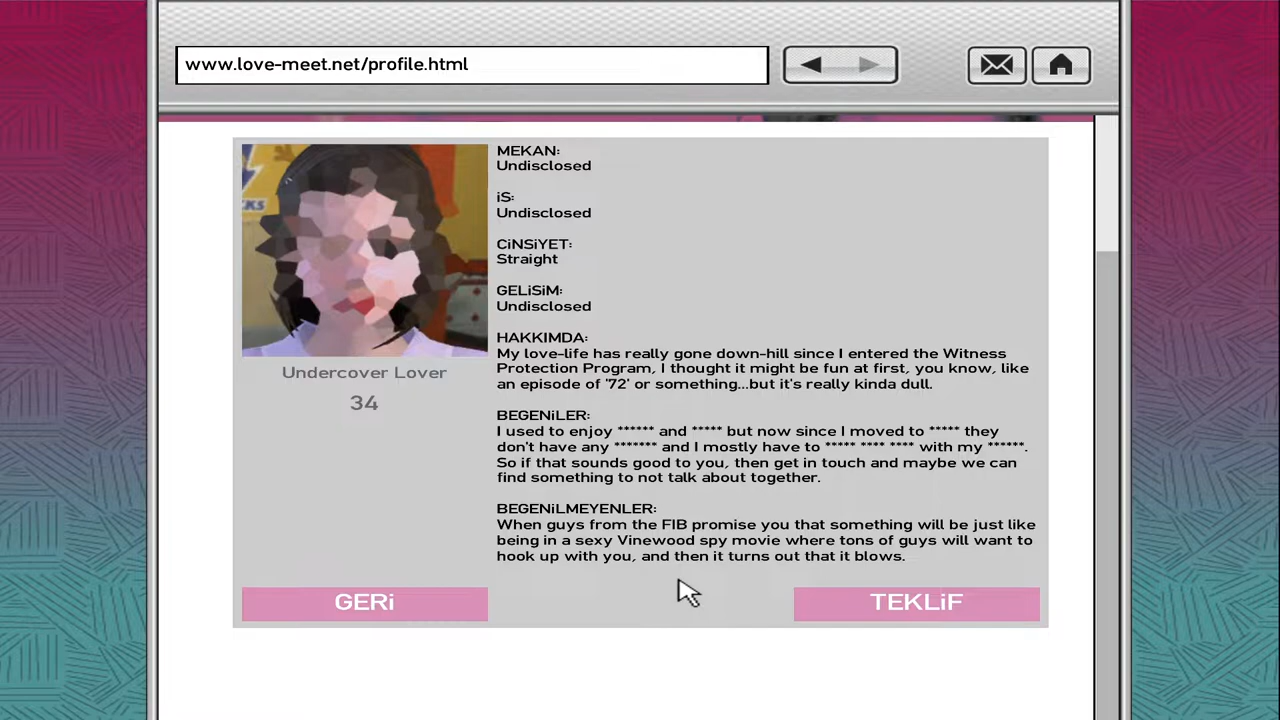 www.love-meet.net/profile.html
MEKAN:
Undisclosed
iS:
Undisclosed
CiNSiYET:
Straight
GELiSiM:
Undisclosed
HAKKIMDA:
My love-life has really gone down-hill since I entered the Witness
Protection Program, I thought it might be fun at first, you know, like
an episode of '72' or something...but it's really kinda dull.
BEGENiLER:
I used to enjoy ****** and ***** but now since I moved to ***** they
don't have any ******* and I mostly have to ***** **** **** with my ******.
So if that sounds good to you, then get in touch and maybe we can
find something to not talk about together.
BEGENiLMEYENLER:
When guys from the FIB promise you that something will be just like
being in a sexy Vinewood spy movie where tons of guys will want to
hook up with you, and then it turns out that it blows.
Undercover Lover
34
GERi
TEKLiF